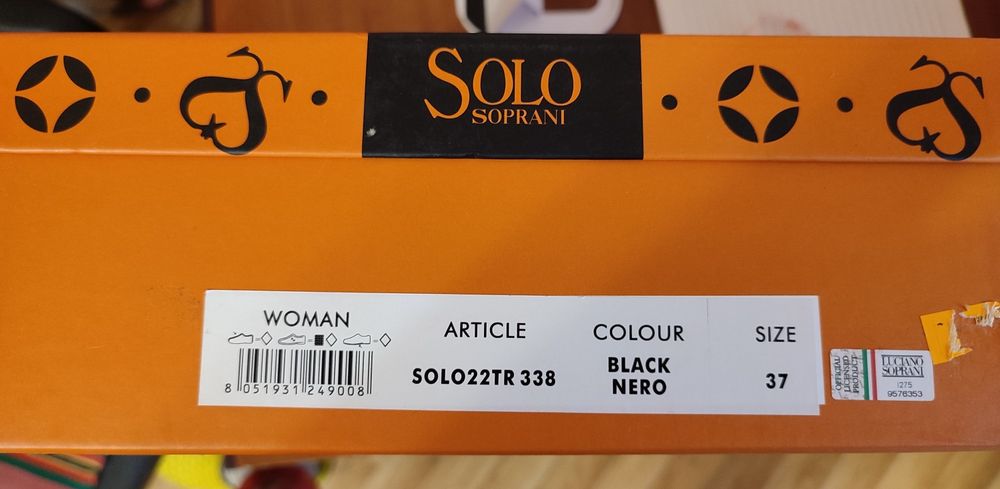 SOLO
SOPRANI
WOMAN
8 051931 249008
ARTICLE
SOLO22TR 338
COLOUR
BLACK
NERO
SIZE
37
OFFICIAL
LICENSED
PRODUCT
LUCIANO
SOPRANI
1275
9576353